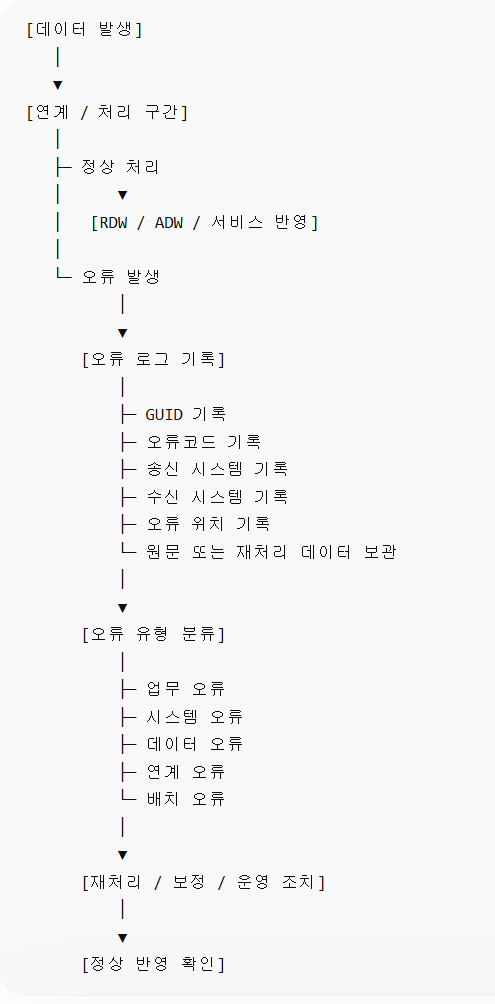 [데이터 발생]
│
▼
[연계 / 처리 구간]
│
├─ 정상 처리
│ ▼
│ [RDW / ADW / 서비스 반영]
│
└─ 오류 발생
│
▼
[오류 로그 기록]
│
├─ GUID 기록
├─ 오류코드 기록
├─ 송신 시스템 기록
├─ 수신 시스템 기록
├─ 오류 위치 기록
└─ 원문 또는 재처리 데이터 보관
│
▼
[오류 유형 분류]
│
├─ 업무 오류
├─ 시스템 오류
├─ 데이터 오류
├─ 연계 오류
└─ 배치 오류
│
▼
[재처리 / 보정 / 운영 조치]
│
▼
[정상 반영 확인]